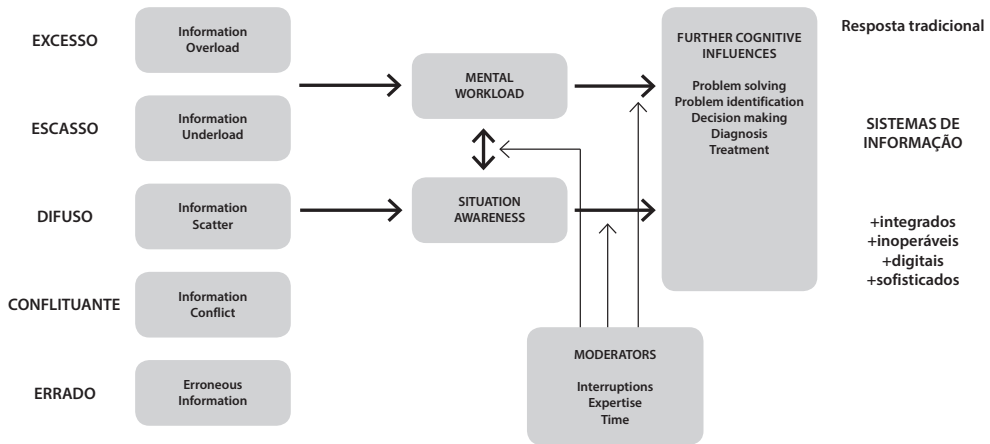 EXCESSO
Information
Overload
ESCASSO
Information
Underload
DIFUSO
Information
Scatter
CONFLITUANTE
Information
Conflict
ERRADO
Erroneous
Information
MENTAL
WORKLOAD
SITUATION
AWARENESS
FURTHER COGNITIVE
INFLUENCES
Problem solving
Problem identification
Decision making
Diagnosis
Treatment
MODERATORS
Interruptions
Expertise
Time
Resposta tradicional
SISTEMAS DE
INFORMAÇÃO
+integrados
+inoperáveis
+digitais
+sofisticados